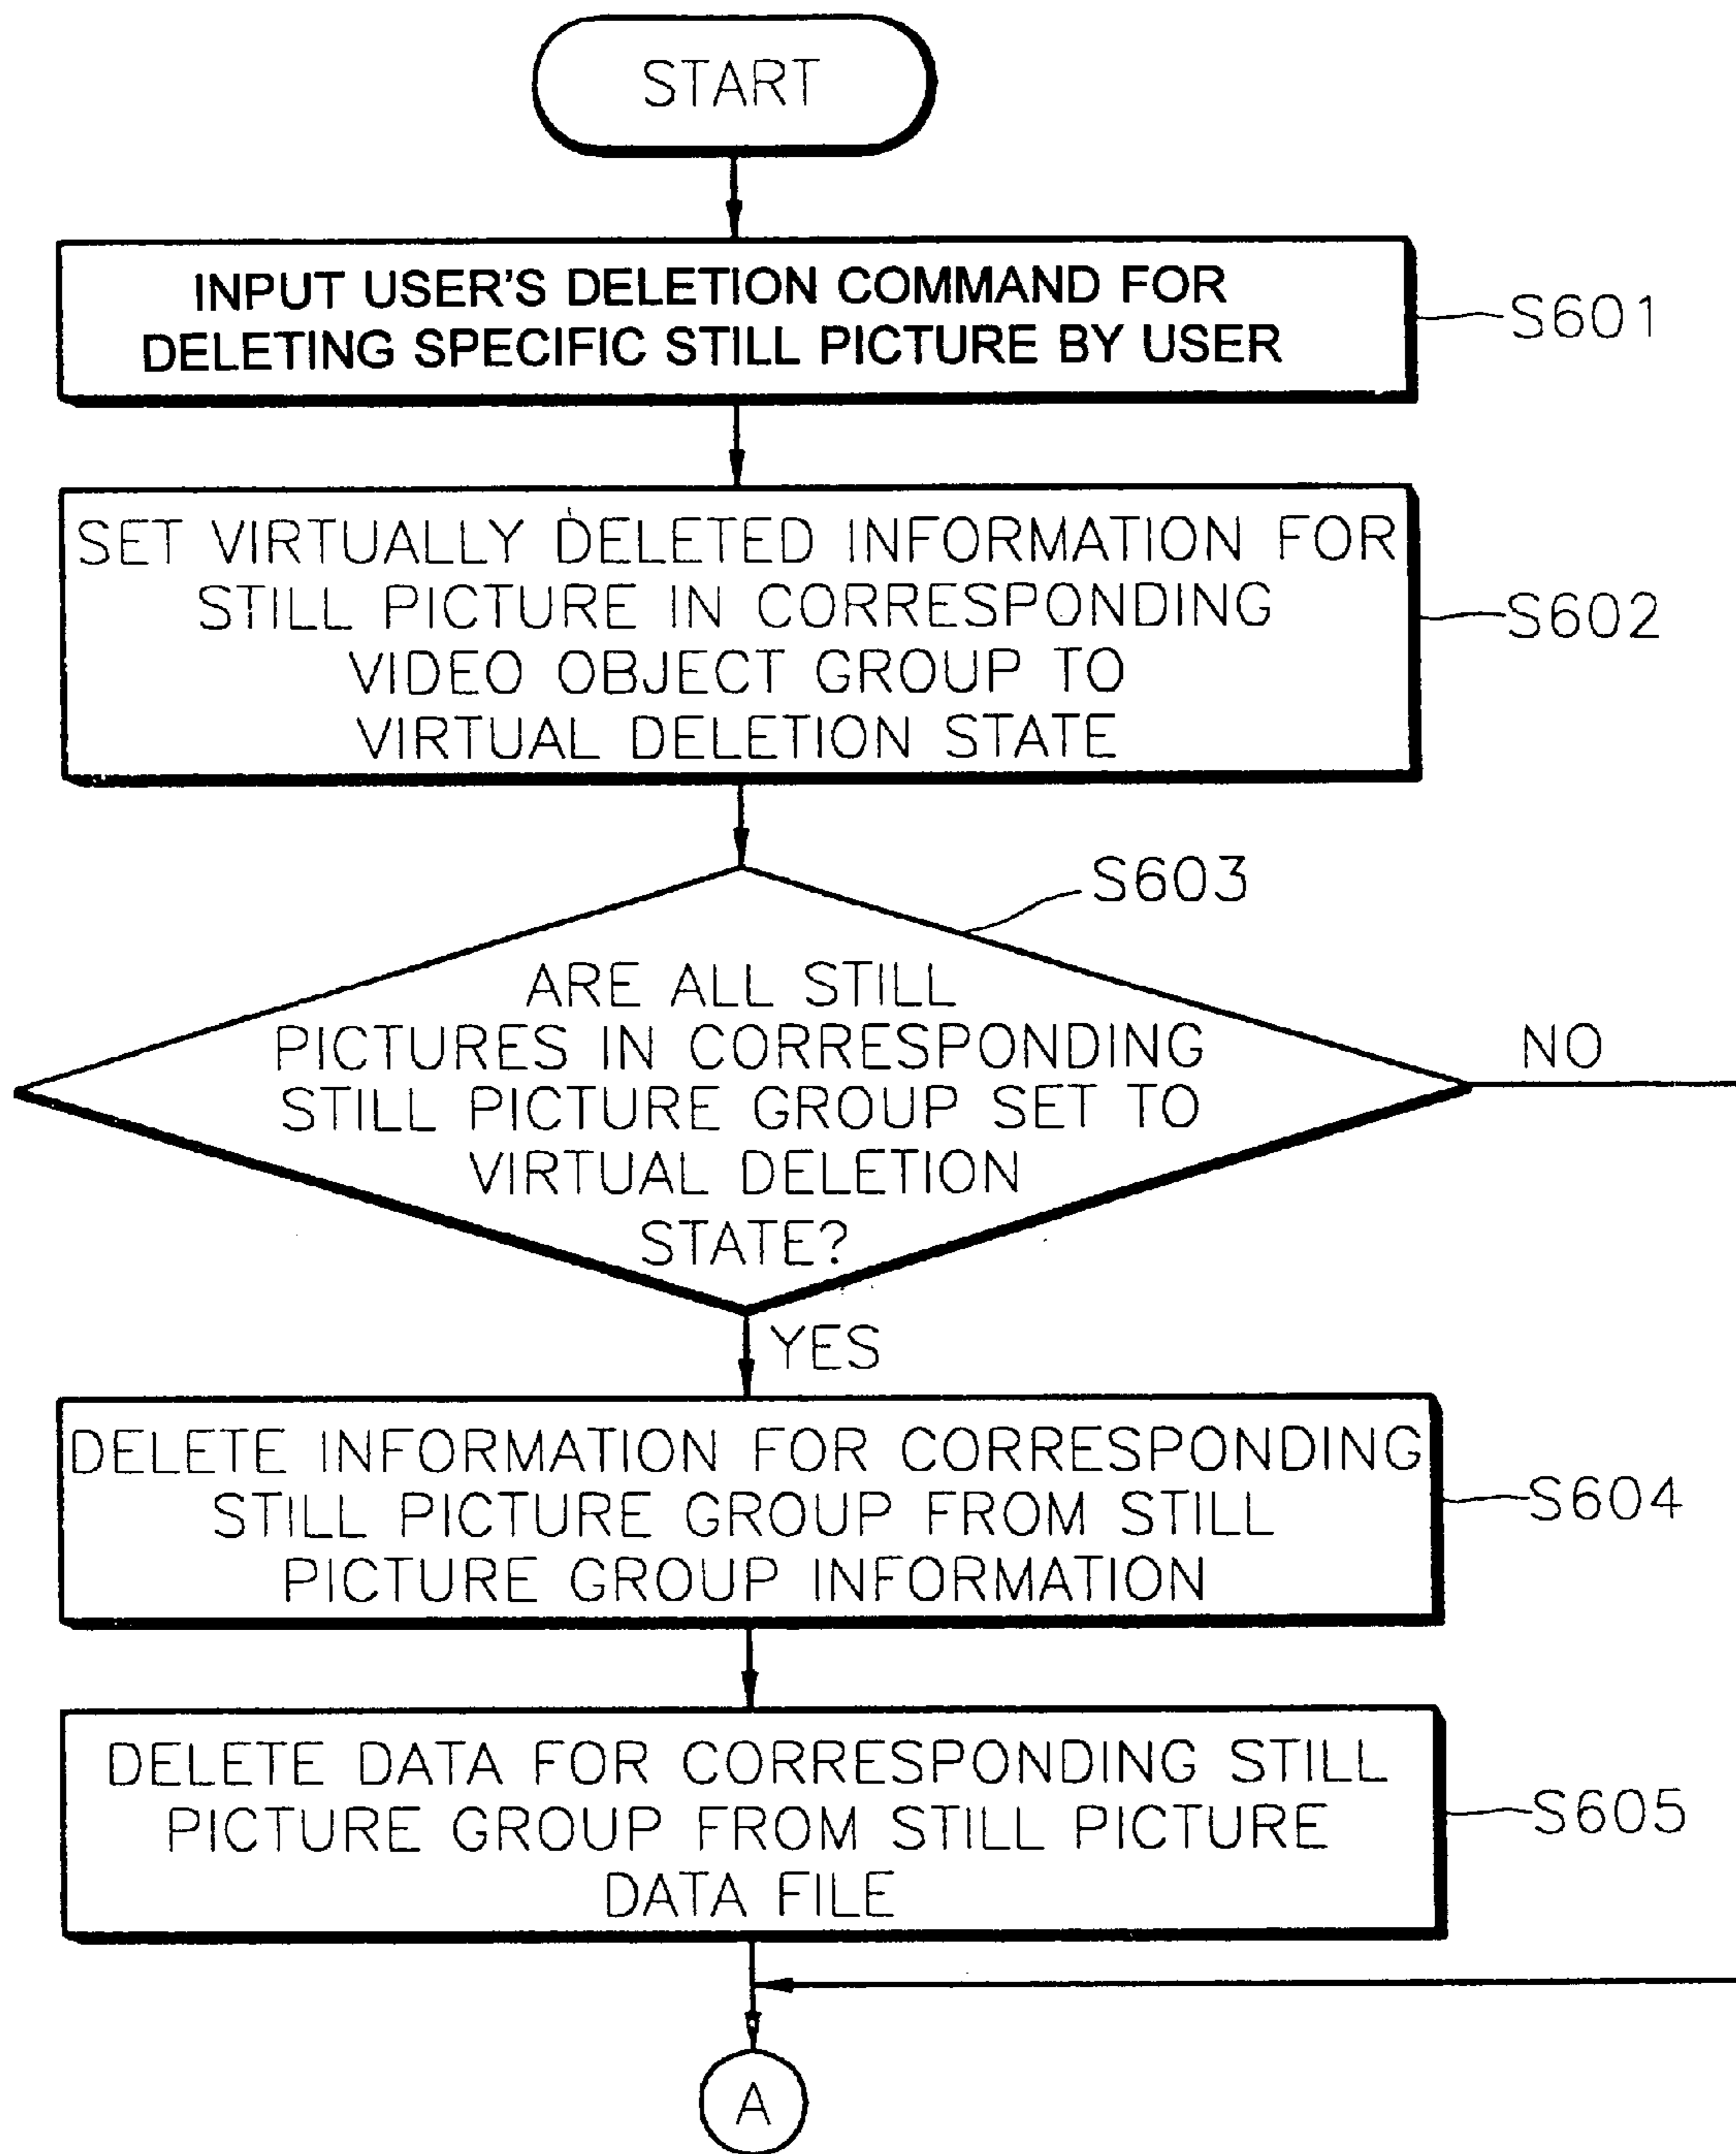 START
INPUT USER'S DELETION COMMAND FOR
DELETING SPECIFIC STILL PICTURE BY USER
S601
SET VIRTUALLY DELETED INFORMATION FOR
STILL PICTURE IN CORRESPONDING
VIDEO OBJECT GROUP TO
VIRTUAL DELETION STATE
S602
S603
ARE ALL STILL
PICTURES IN CORRESPONDING
STILL PICTURE GROUP SET TO
VIRTUAL DELETION
STATE?
NO
YES
DELETE INFORMATION FOR CORRESPONDING
STILL PICTURE GROUP FROM STILL
PICTURE GROUP INFORMATION
S604
DELETE DATA FOR CORRESPONDING STILL
PICTURE GROUP FROM STILL PICTURE
DATA FILE
S605
A